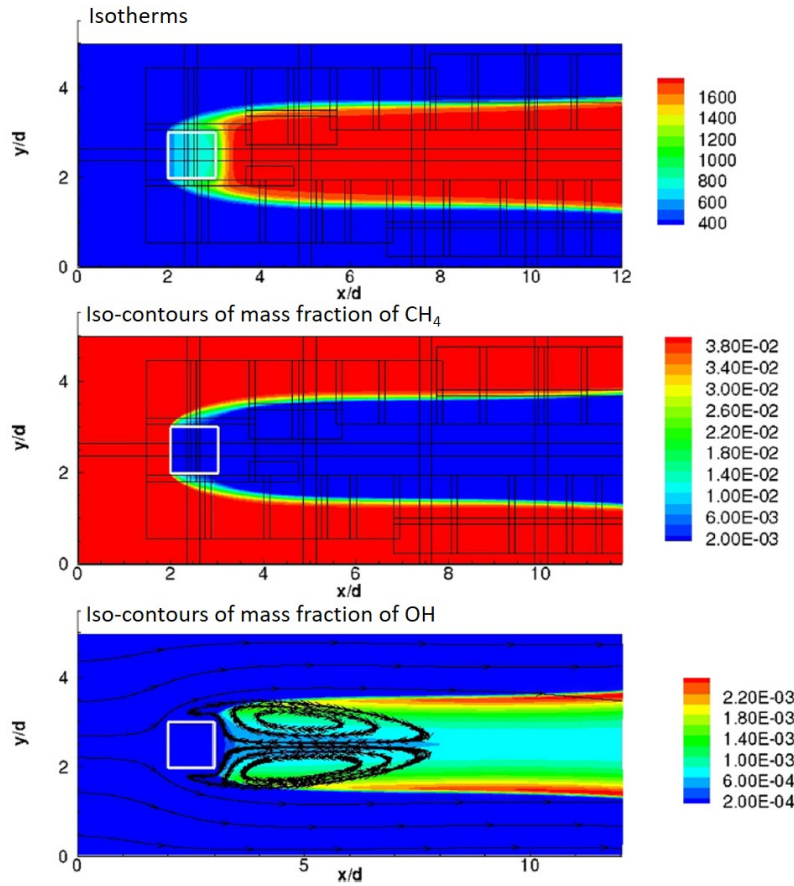 Isotherms
y/d
4
2
0
0 2 4 6 8 10 12
x/d
1600
1400
1200
1000
800
600
400
Iso-contours of mass fraction of CH₄
y/d
4
2
0
0 2 4 6 8 10
x/d
3.80E-02
3.40E-02
3.00E-02
2.60E-02
2.20E-02
1.80E-02
1.40E-02
1.00E-02
6.00E-03
2.00E-03
Iso-contours of mass fraction of OH
y/d
4
2
0
0 5 10
x/d
2.20E-03
1.80E-03
1.40E-03
1.00E-03
6.00E-04
2.00E-04